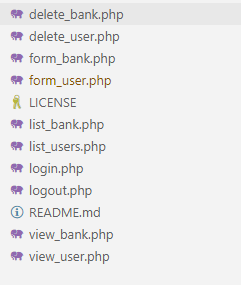 delete_bank.php
delete_user.php
form_bank.php
form_user.php
LICENSE
list_bank.php
list_users.php
login.php
logout.php
README.md
view_bank.php
view_user.php